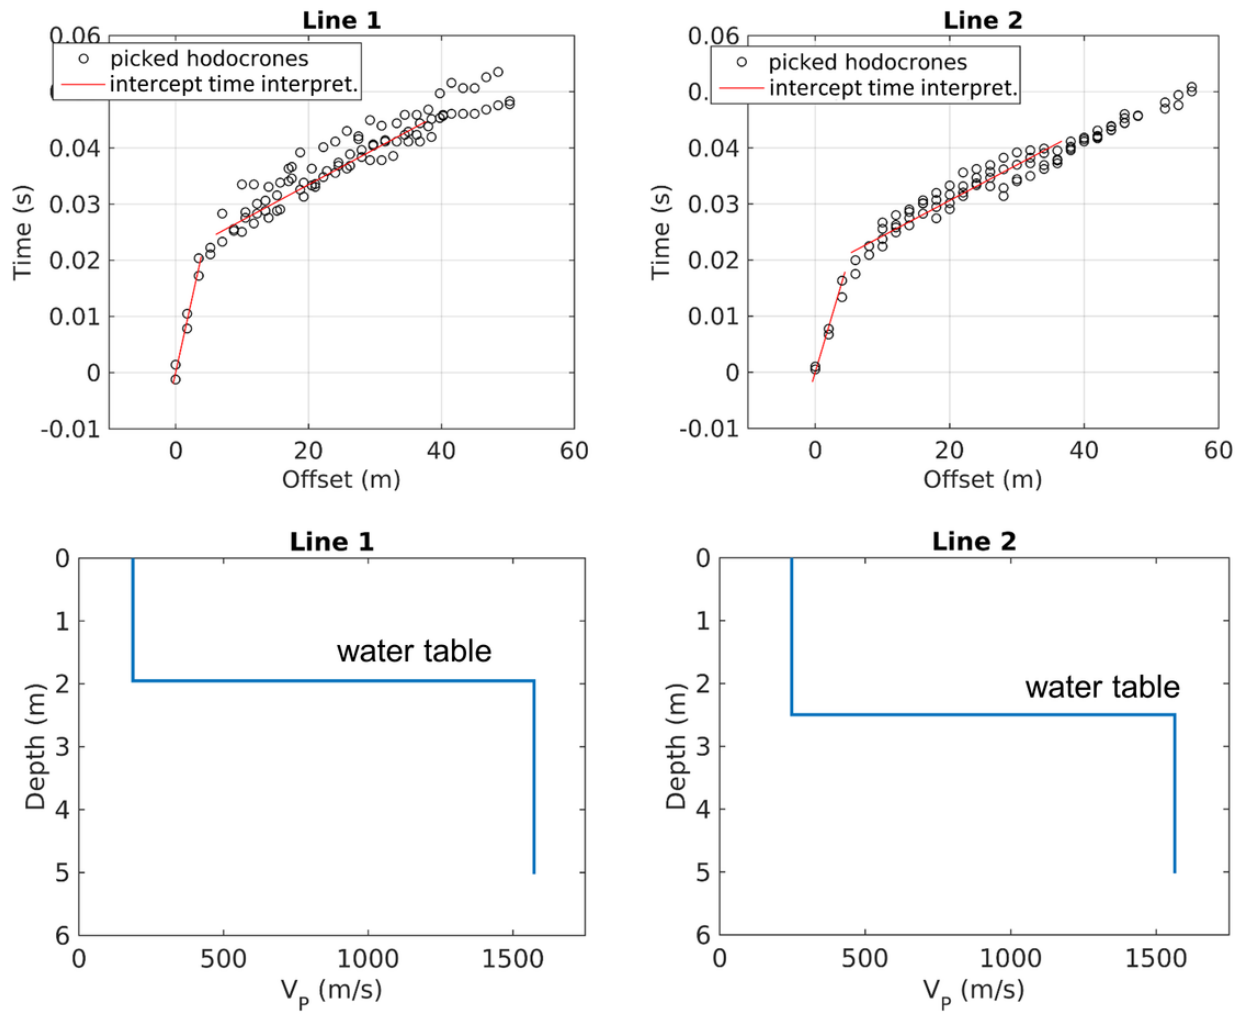 Line 1
0.06
picked hodocrones
intercept time interpret.
0.04
0.03
0.02
0.01
0
-0.01
0 20 40 60
Time (s)
Offset (m)
Line 2
0.06
picked hodocrones
0.
intercept time interpret.
0.04
0.03
0.02
0.01
0
-0.01
0 20 40 60
Time (s)
Offset (m)
Line 1
0
1
2
3
4
5
6
water table
0 500 1000 1500
Depth (m)
VP (m/s)
Line 2
0
1
2
3
4
5
6
water table
0 500 1000 1500
Depth (m)
VP (m/s)